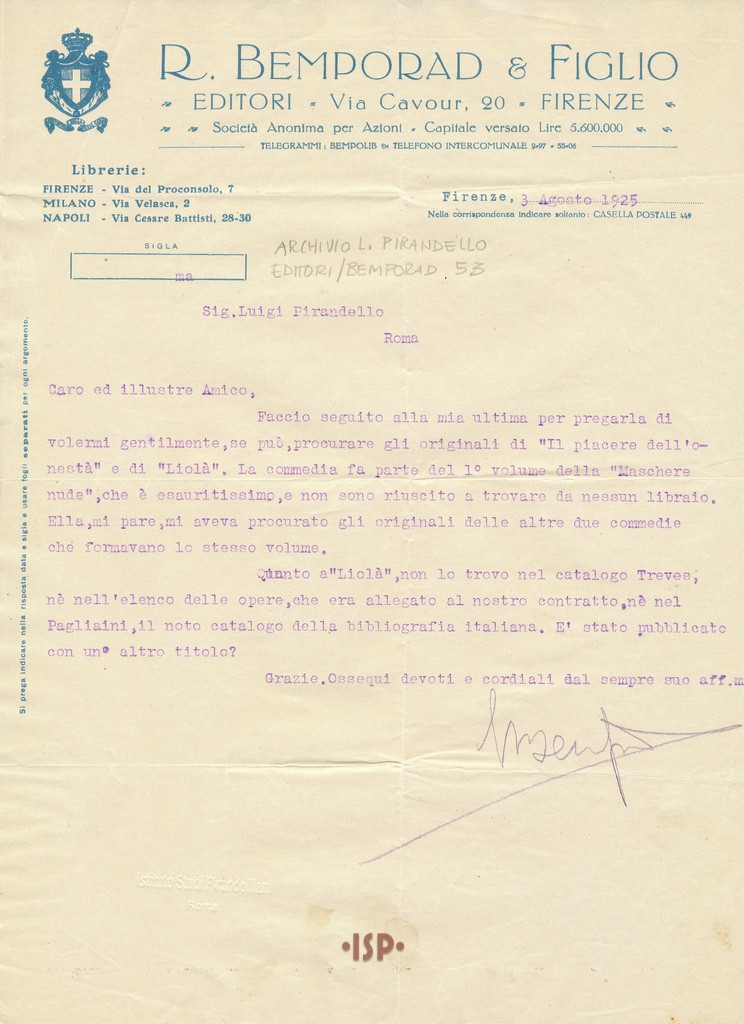 R. BEMPORAD & FIGLIO
EDITORI - Via Cavour, 20 - FIRENZE
Società Anonima per Azioni - Capitale versato Lire 5.600.000
TELEGRAMMI: BEMPOLIB TELEFONO INTERCOMUNALE 2-97 - 33-06
Librerie:
FIRENZE - Via del Proconsolo, 7
MILANO - Via Velasca, 2
NAPOLI - Via Cesare Battisti, 28-30
Firenze, 3 Agosto 1925
Nella corrispondenza indicare soltanto: CASELLA POSTALE 449
SIGLA
ma
ARCHIVIO L. PIRANDELLO
EDITORI/BEMPORAD. 53
Sig.Luigi Pirandello
Roma
Caro ed illustre Amico,
Faccio seguito alla mia ultima per pregarla di
volermi gentilmente,se può,procurare gli originali di "Il piacere dell'o-
nestà" e di "Liolà". La commedia fa parte del 1° volume della "Maschere
nude",che è esauritissimo,e non sono riuscito a trovare da nessun libraio.
Ella,mi pare,mi aveva procurato gli originali delle altre due commedie
che formavano lo stesso volume.
Quanto a"Liolà",non lo trovo nel catalogo Treves,
nè nell'elenco delle opere,che era allegato al nostro contratto,nè nel
Pagliaini,il noto catalogo della bibliografia italiana. E' stato pubblicato
con un altro titolo?
Grazie.Ossequi devoti e cordiali dal sempre suo aff.m
Si prega indicare nella risposta data e sigla e usare fogli separati per ogni argomento.
Istituto Studi Pirandelliani
Roma
•ISP•